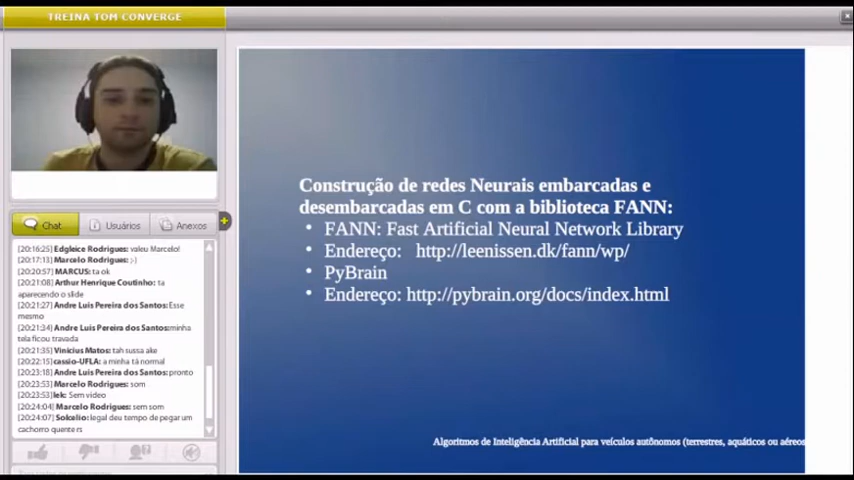 TREINA TOM CONVERGE
Chat
Usuários
Anexos
[20:16:25] Edgleice Rodrigues: valeu Marcelo!
[20:17:13] Marcelo Rodrigues: ;-)
[20:20:57] MARCUS: ta ok
[20:21:08] Arthur Henrique Coutinho: ta
aparecendo o slide
[20:21:27] Andre Luis Pereira dos Santos: Esse
mesmo
[20:21:34] Andre Luis Pereira dos Santos:minha
tela ficou travada
[20:21:35] Vinicius Matos: tah sussa ake
[20:22:15] cassio-UFLA: a minha tá normal
[20:23:18] Andre Luis Pereira dos Santos: pronto
[20:23:53] Marcelo Rodrigues: som
[20:23:53] lelc: Sem video
[20:24:04] Marcelo Rodrigues: sem som
[20:24:07] Solcelio: legal deu tempo de pegar um
cachorro quente rs
Construção de redes Neurais embarcadas e
desembarcadas em C com a biblioteca FANN:
• FANN: Fast Artificial Neural Network Library
• Endereço: http://leenissen.dk/fann/wp/
• PyBrain
• Endereço: http://pybrain.org/docs/index.html
Algoritmos de Inteligência Artificial para veículos autônomos (terrestres, aquáticos ou aéreos